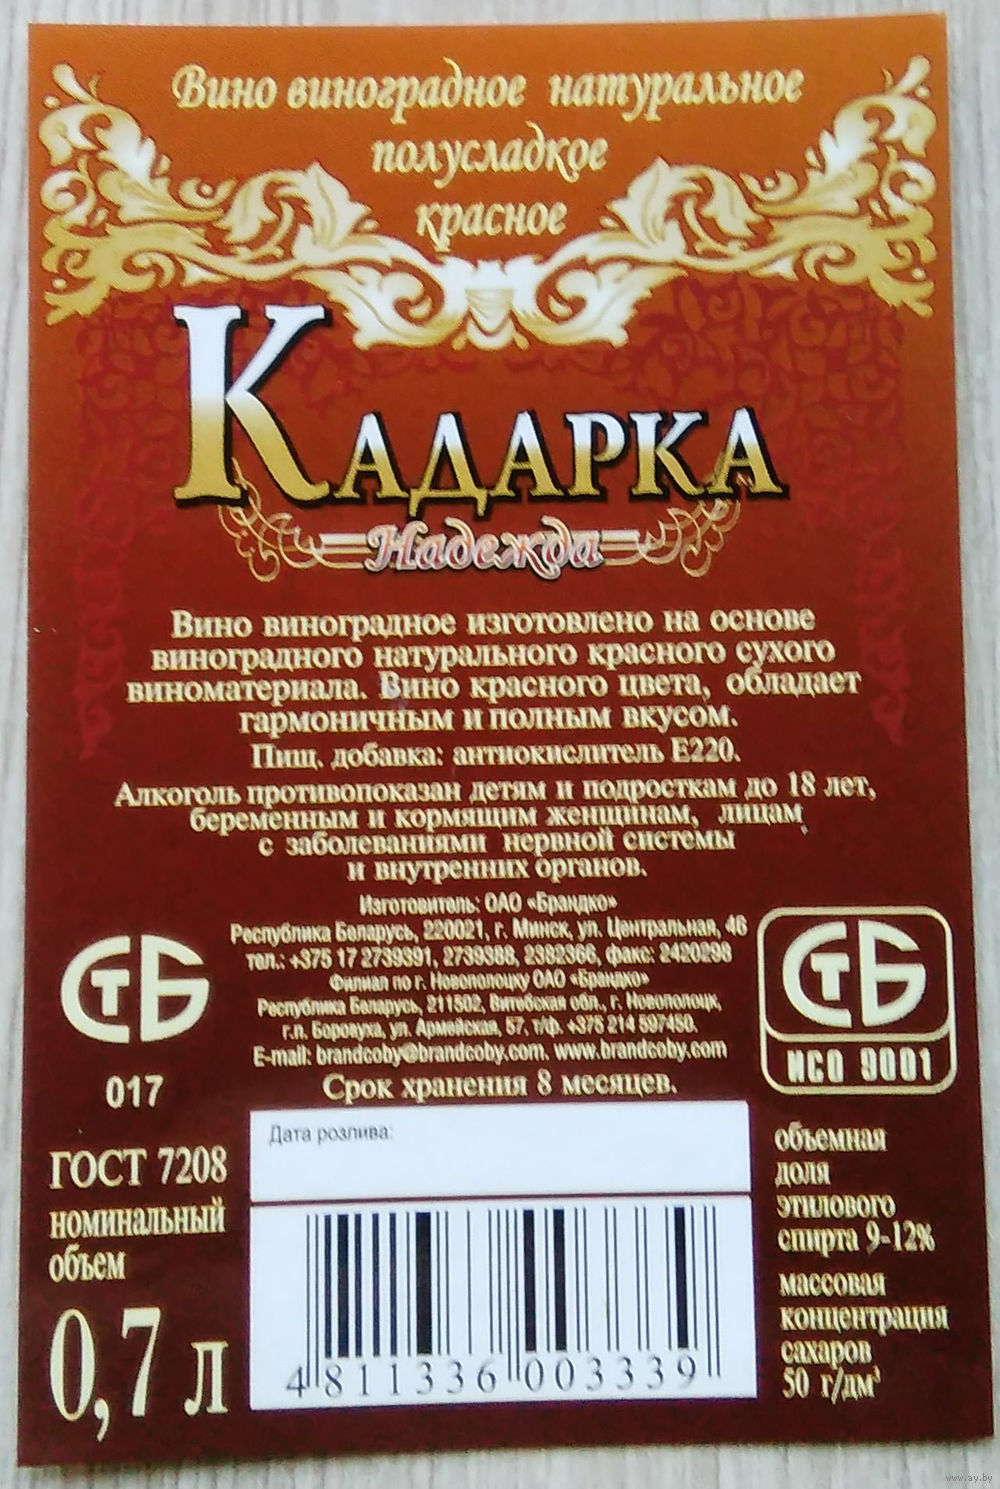 Вино виноградное натуральное
полусладкое
красное
КАДАРКА
Надежда
Вино виноградное изготовлено на основе
виноградного натурального красного сухого
виноматериала. Вино красного цвета, обладает
гармоничным и полным вкусом.
Пищ. добавка: антиокислитель Е220.
Алкоголь противопоказан детям и подросткам до 18 лет,
беременным и кормящим женщинам, лицам
с заболеваниями нервной системы
и внутренних органов.
Изготовитель: ОАО «Брандко»
Республика Беларусь, 220021, г. Минск, ул. Центральная, 46
тел.: +375 17 2739391, 2739388, 2382366, факс: 2420298
Филиал по г. Новополоцку ОАО «Брандко»
Республика Беларусь, 211502, Витебская обл., г. Новополоцк,
г.п. Боровуха, ул. Армейская, 57, т/ф. +375 214 597450.
E-mail: brandcoby@brandcoby.com. www.brandcoby.com
Срок хранения 8 месяцев.
СТБ
017
СТБ
ИСО 9001
ГОСТ 7208
номинальный
объем
0,7 л
Дата розлива:
4 811336 003339
объемная
доля
этилового
спирта 9-12%
массовая
концентрация
сахаров
50 г/дм³
www.ay.by